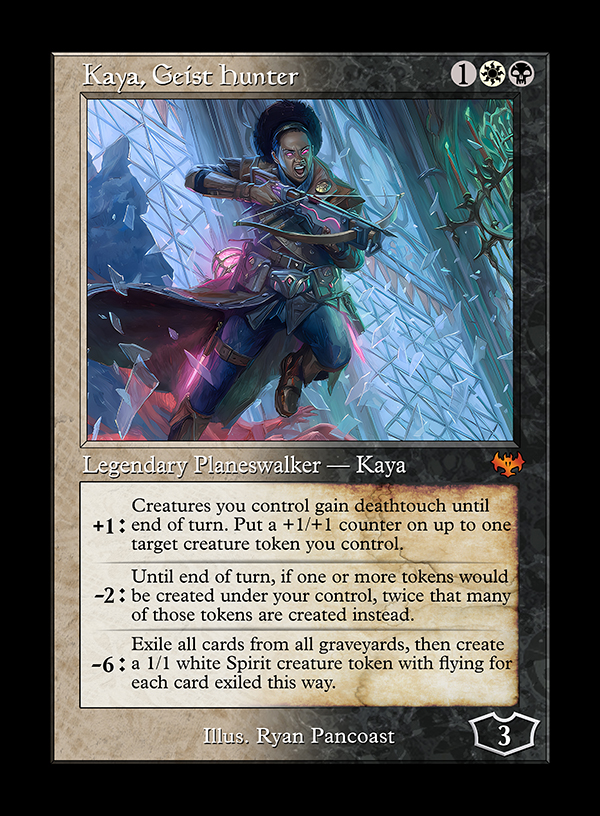 Kaya, Geist Hunter 1
Legendary Planeswalker — Kaya
Creatures you control gain deathtouch until
+1: end of turn. Put a +1/+1 counter on up to one
target creature token you control.
Until end of turn, if one or more tokens would
−2: be created under your control, twice that many
of those tokens are created instead.
Exile all cards from all graveyards, then create
−6: a 1/1 white Spirit creature token with flying for
each card exiled this way.
Illus. Ryan Pancoast
3